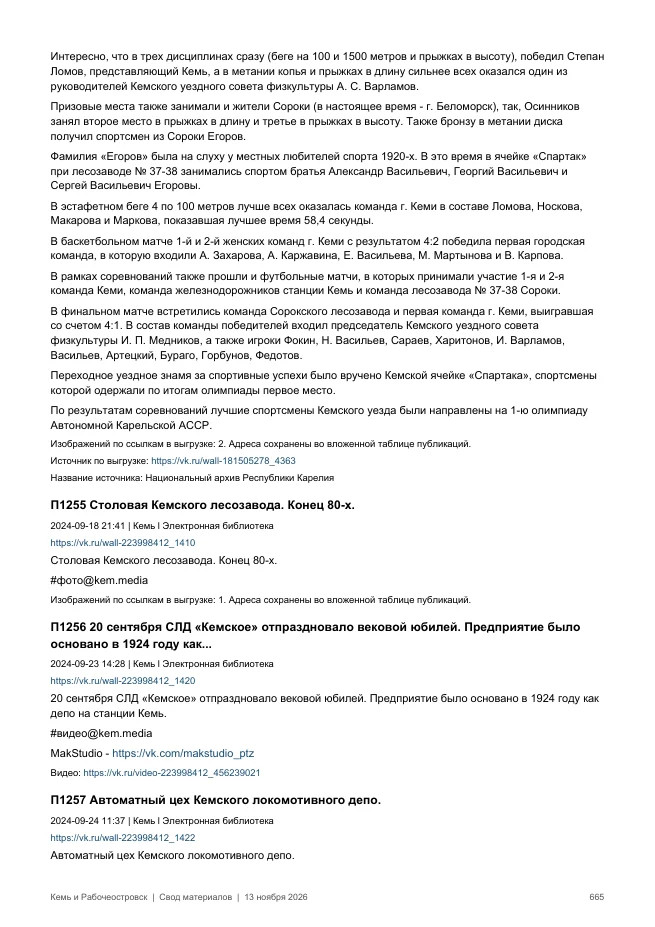 Интересно, что в трех дисциплинах сразу (беге на 100 и 1500 метров и прыжках в высоту), победил Степан
Ломов, представляющий Кемь, а в метании копья и прыжках в длину сильнее всех оказался один из
руководителей Кемского уездного совета физкультуры А. С. Варламов.
Призовые места также занимали и жители Сороки (в настоящее время - г. Беломорск), так, Осинников
занял второе место в прыжках в длину и третье в прыжках в высоту. Также бронзу в метании диска
получил спортсмен из Сороки Егоров.
Фамилия «Егоров» была на слуху у местных любителей спорта 1920-х. В это время в ячейке «Спартак»
при лесозаводе № 37-38 занимались спортом братья Александр Васильевич, Георгий Васильевич и
Сергей Васильевич Егоровы.
В эстафетном беге 4 по 100 метров лучше всех оказалась команда г. Кеми в составе Ломова, Носкова,
Макарова и Маркова, показавшая лучшее время 58,4 секунды.
В баскетбольном матче 1-й и 2-й женских команд г. Кеми с результатом 4:2 победила первая городская
команда, в которую входили А. Захарова, А. Каржавина, Е. Васильева, М. Мартынова и В. Карпова.
В рамках соревнований также прошли и футбольные матчи, в которых принимали участие 1-я и 2-я
команда Кеми, команда железнодорожников станции Кемь и команда лесозавода № 37-38 Сороки.
В финальном матче встретились команда Сорокского лесозавода и первая команда г. Кеми, выигравшая
со счетом 4:1. В состав команды победителей входил председатель Кемского уездного совета
физкультуры И. П. Медников, а также игроки Фокин, Н. Васильев, Сараев, Харитонов, И. Варламов,
Васильев, Артецкий, Бураго, Горбунов, Федотов.
Переходное уездное знамя за спортивные успехи было вручено Кемской ячейке «Спартака», спортсмены
которой одержали по итогам олимпиады первое место.
По результатам соревнований лучшие спортсмены Кемского уезда были направлены на 1-ю олимпиаду
Автономной Карельской АССР.
Изображений по ссылкам в выгрузке: 2. Адреса сохранены во вложенной таблице публикаций.
Источник по выгрузке: https://vk.ru/wall-181505278_4363
Название источника: Национальный архив Республики Карелия
П1255 Столовая Кемского лесозавода. Конец 80-х.
2024-09-18 21:41 | Кемь I Электронная библиотека
https://vk.ru/wall-223998412_1410
Столовая Кемского лесозавода. Конец 80-х.
#фото@kem.media
Изображений по ссылкам в выгрузке: 1. Адреса сохранены во вложенной таблице публикаций.
П1256 20 сентября СЛД «Кемское» отпраздновало вековой юбилей. Предприятие было
основано в 1924 году как...
2024-09-23 14:28 | Кемь I Электронная библиотека
https://vk.ru/wall-223998412_1420
20 сентября СЛД «Кемское» отпраздновало вековой юбилей. Предприятие было основано в 1924 году как
депо на станции Кемь.
#видео@kem.media
MakStudio - https://vk.com/makstudio_ptz
Видео: https://vk.ru/video-223998412_456239021
П1257 Автоматный цех Кемского локомотивного депо.
2024-09-24 11:37 | Кемь I Электронная библиотека
https://vk.ru/wall-223998412_1422
Автоматный цех Кемского локомотивного депо.
Кемь и Рабочеостровск | Свод материалов | 13 ноября 2026 665